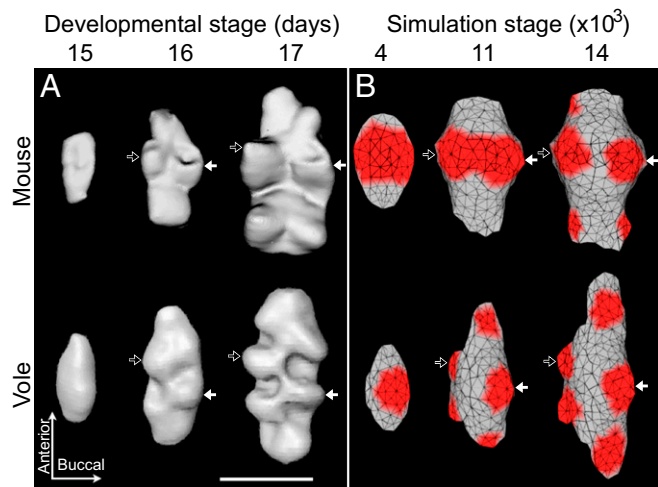 Developmental stage (days)
Simulation stage (x10³)
15 16 17
4 11 14
A
B
Mouse
Vole
Anterior
Buccal